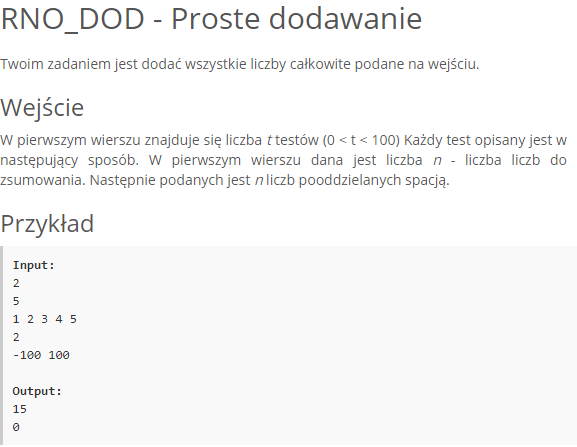 RNO_DOD - Proste dodawanie
Twoim zadaniem jest dodać wszystkie liczby całkowite podane na wejściu.
Wejście
W pierwszym wierszu znajduje się liczba t testów (0 < t < 100) Każdy test opisany jest w
następujący sposób. W pierwszym wierszu dana jest liczba n - liczba liczb do
zsumowania. Następnie podanych jest n liczb pooddzielanych spacją.
Przykład
Input:
2
5
1 2 3 4 5
2
-100 100
Output:
15
0